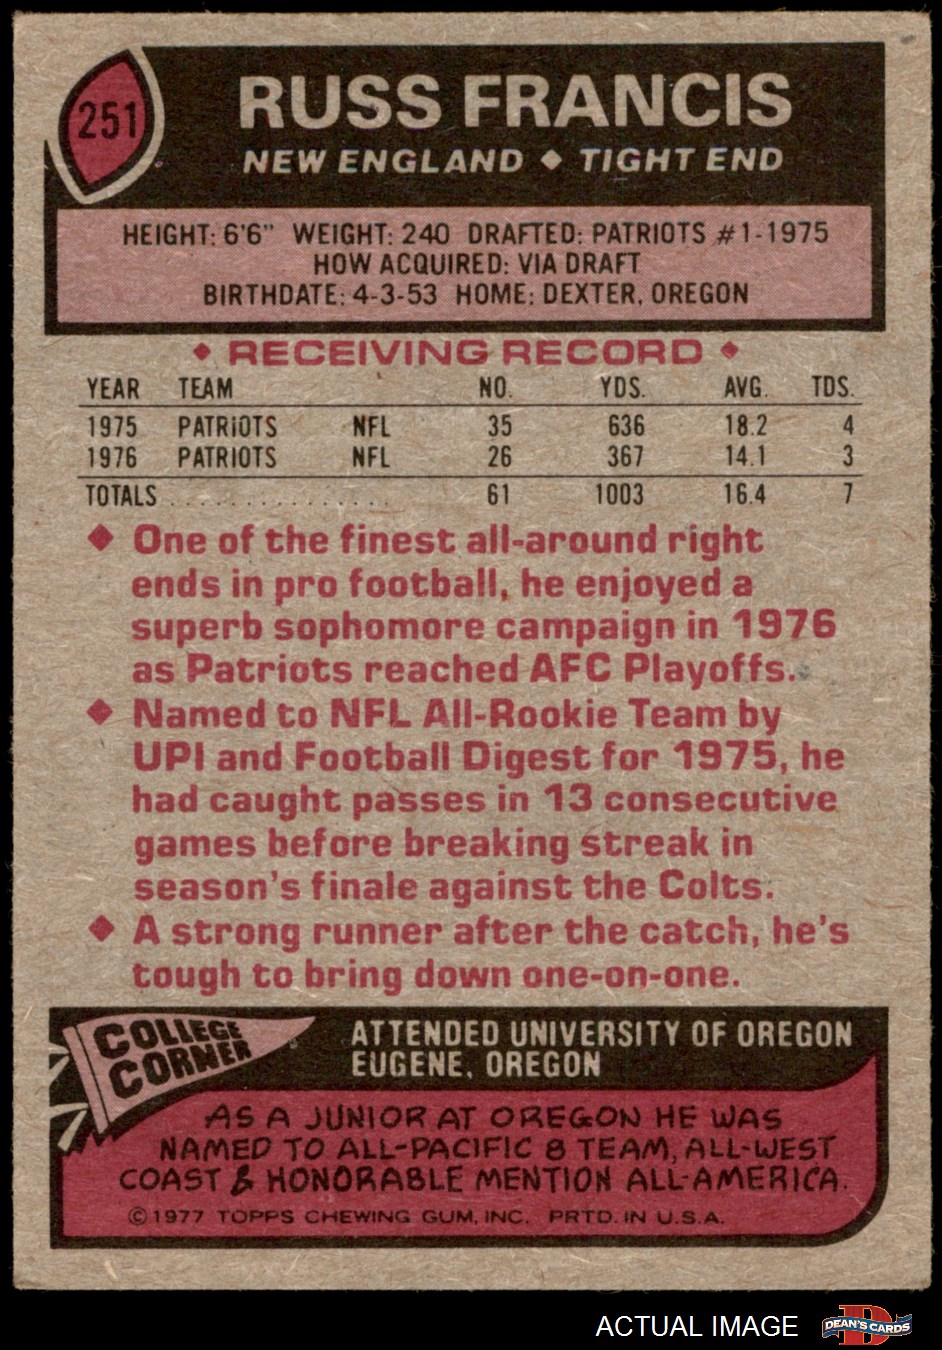 251
RUSS FRANCIS
NEW ENGLAND ◆ TIGHT END
HEIGHT: 6'6" WEIGHT: 240 DRAFTED: PATRIOTS #1-1975
HOW ACQUIRED: VIA DRAFT
BIRTHDATE: 4-3-53 HOME: DEXTER, OREGON
◆ RECEIVING RECORD ◆
YEAR TEAM NO. YDS. AVG. TDS.
1975 PATRIOTS NFL 35 636 18.2 4
1976 PATRIOTS NFL 26 367 14.1 3
TOTALS . . . . . . . . . . . . . . . . 61 1003 16.4 7
◆ One of the finest all-around right
ends in pro football, he enjoyed a
superb sophomore campaign in 1976
as Patriots reached AFC Playoffs.
◆ Named to NFL All-Rookie Team by
UPI and Football Digest for 1975, he
had caught passes in 13 consecutive
games before breaking streak in
season's finale against the Colts.
◆ A strong runner after the catch, he's
tough to bring down one-on-one.
COLLEGE
CORNER
ATTENDED UNIVERSITY OF OREGON
EUGENE, OREGON
AS A JUNIOR AT OREGON HE WAS
NAMED TO ALL-PACIFIC 8 TEAM, ALL-WEST
COAST & HONORABLE MENTION ALL-AMERICA.
© 1977 TOPPS CHEWING GUM, INC. PRTD. IN U.S.A.
ACTUAL IMAGE
D
DEAN'S CARDS